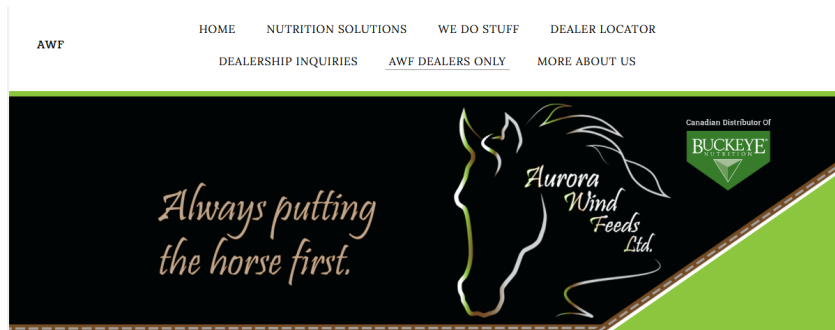 AWF
HOME NUTRITION SOLUTIONS WE DO STUFF DEALER LOCATOR
DEALERSHIP INQUIRIES AWF DEALERS ONLY MORE ABOUT US
Always putting
the horse first.
Aurora
Wind
Feeds
Ltd.
Canadian Distributor Of
BUCKEYE®
NUTRITION